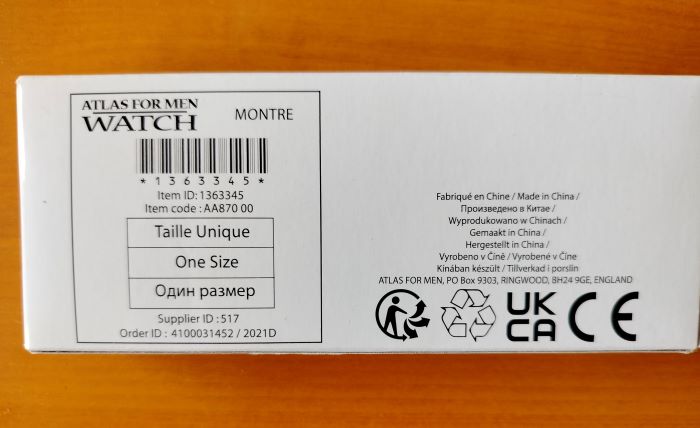 ATLAS FOR MEN
WATCH
MONTRE
* 1 3 6 3 3 4 5 *
Item ID: 1363345
Item code : AA870 00
Taille Unique
One Size
Один размер
Supplier ID : 517
Order ID : 4100031452 / 2021D
Fabriqué en Chine / Made in China /
Произведено в Китае /
Wyprodukowano w Chinach /
Gemaakt in China /
Hergestellt in China /
Vyrobeno v Číně / Vyrobené v Číne
Kínában készült / Tillverkad i porslin
ATLAS FOR MEN, PO Box 9303, RINGWOOD, BH24 9GE, ENGLAND
UK
CA
CE